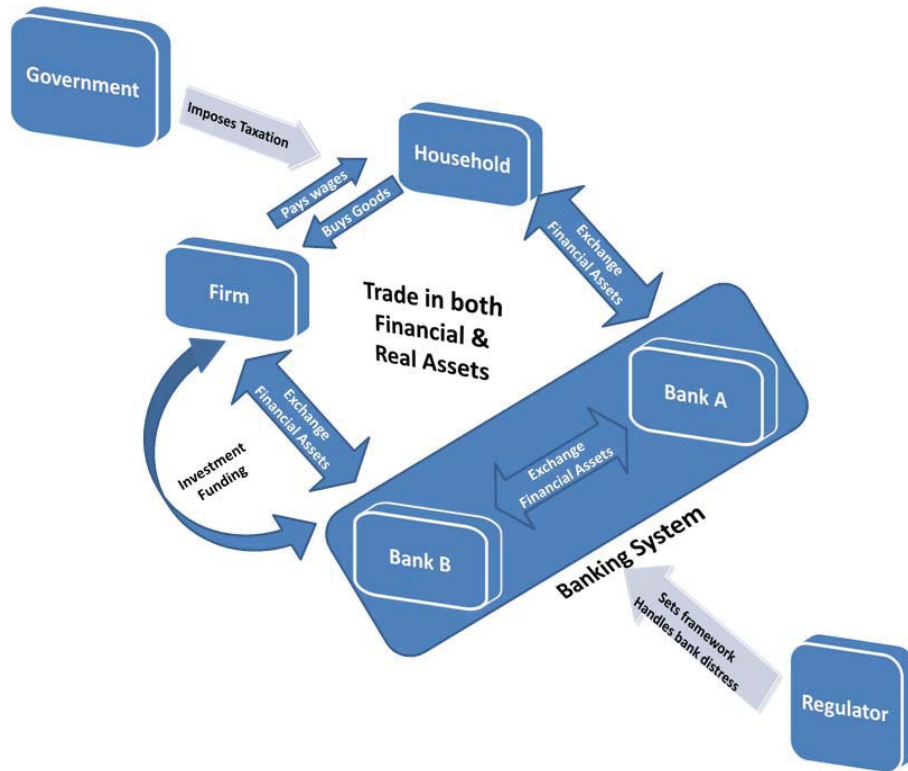 Government
Imposes Taxation
Household
Pays wages
Buys Goods
Exchange
Financial Assets
Firm
Trade in both
Financial &
Real Assets
Bank A
Exchange
Financial Assets
Exchange
Financial Assets
Investment
Funding
Bank B
Banking System
Sets framework
Handles bank distress
Regulator